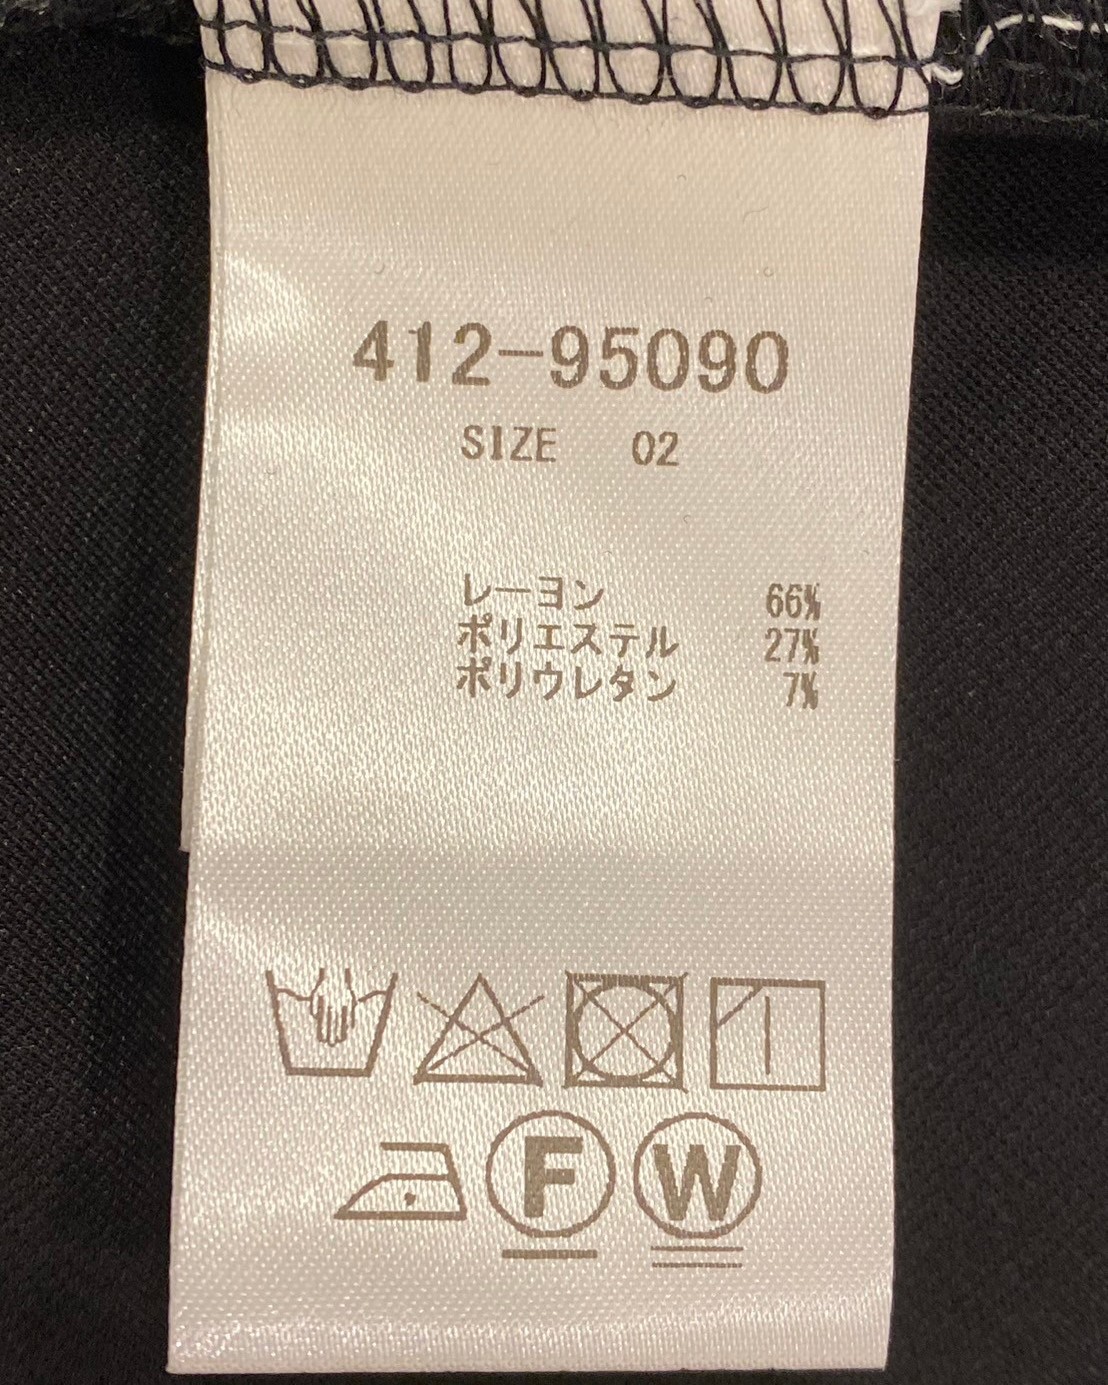 412-95090
SIZE 02
レーヨン 66%
ポリエステル 27%
ポリウレタン 7%
F W